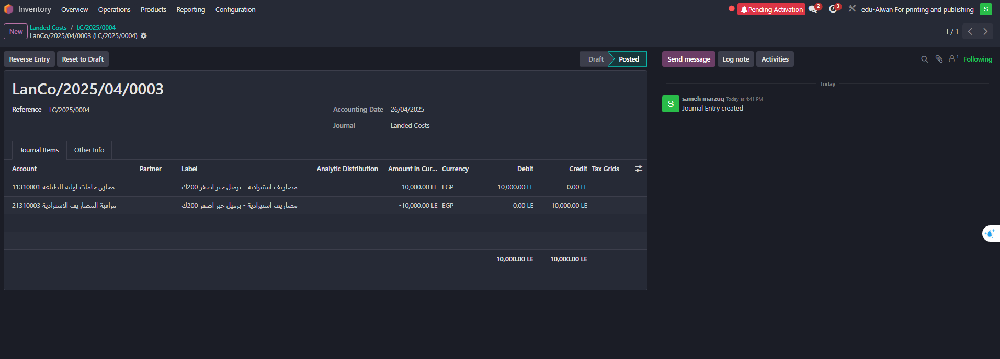 Inventory Overview Operations Products Reporting Configuration Pending Activation 2 3 edu-Alwan For printing and publishing S
New Landed Costs / LC/2025/0004 1 / 1
LanCo/2025/04/0003 (LC/2025/0004)
Reverse Entry Reset to Draft Draft Posted Send message Log note Activities 1 Following
LanCo/2025/04/0003
Today
Reference LC/2025/0004
Accounting Date 26/04/2025
Journal Landed Costs
S sameh marzuq Today at 4:41 PM
Journal Entry created
Journal Items Other Info
Account Partner Label Analytic Distribution Amount in Cur... Currency Debit Credit Tax Grids
11310001 مخازن خامات اولية للطباعة مصاريف استيرادية - برميل حبر اصفر 200ك 10,000.00 LE EGP 10,000.00 LE 0.00 LE
21310003 مراقبة المصاريف الاسترادية مصاريف استيرادية - برميل حبر اصفر 200ك -10,000.00 LE EGP 0.00 LE 10,000.00 LE
10,000.00 LE 10,000.00 LE